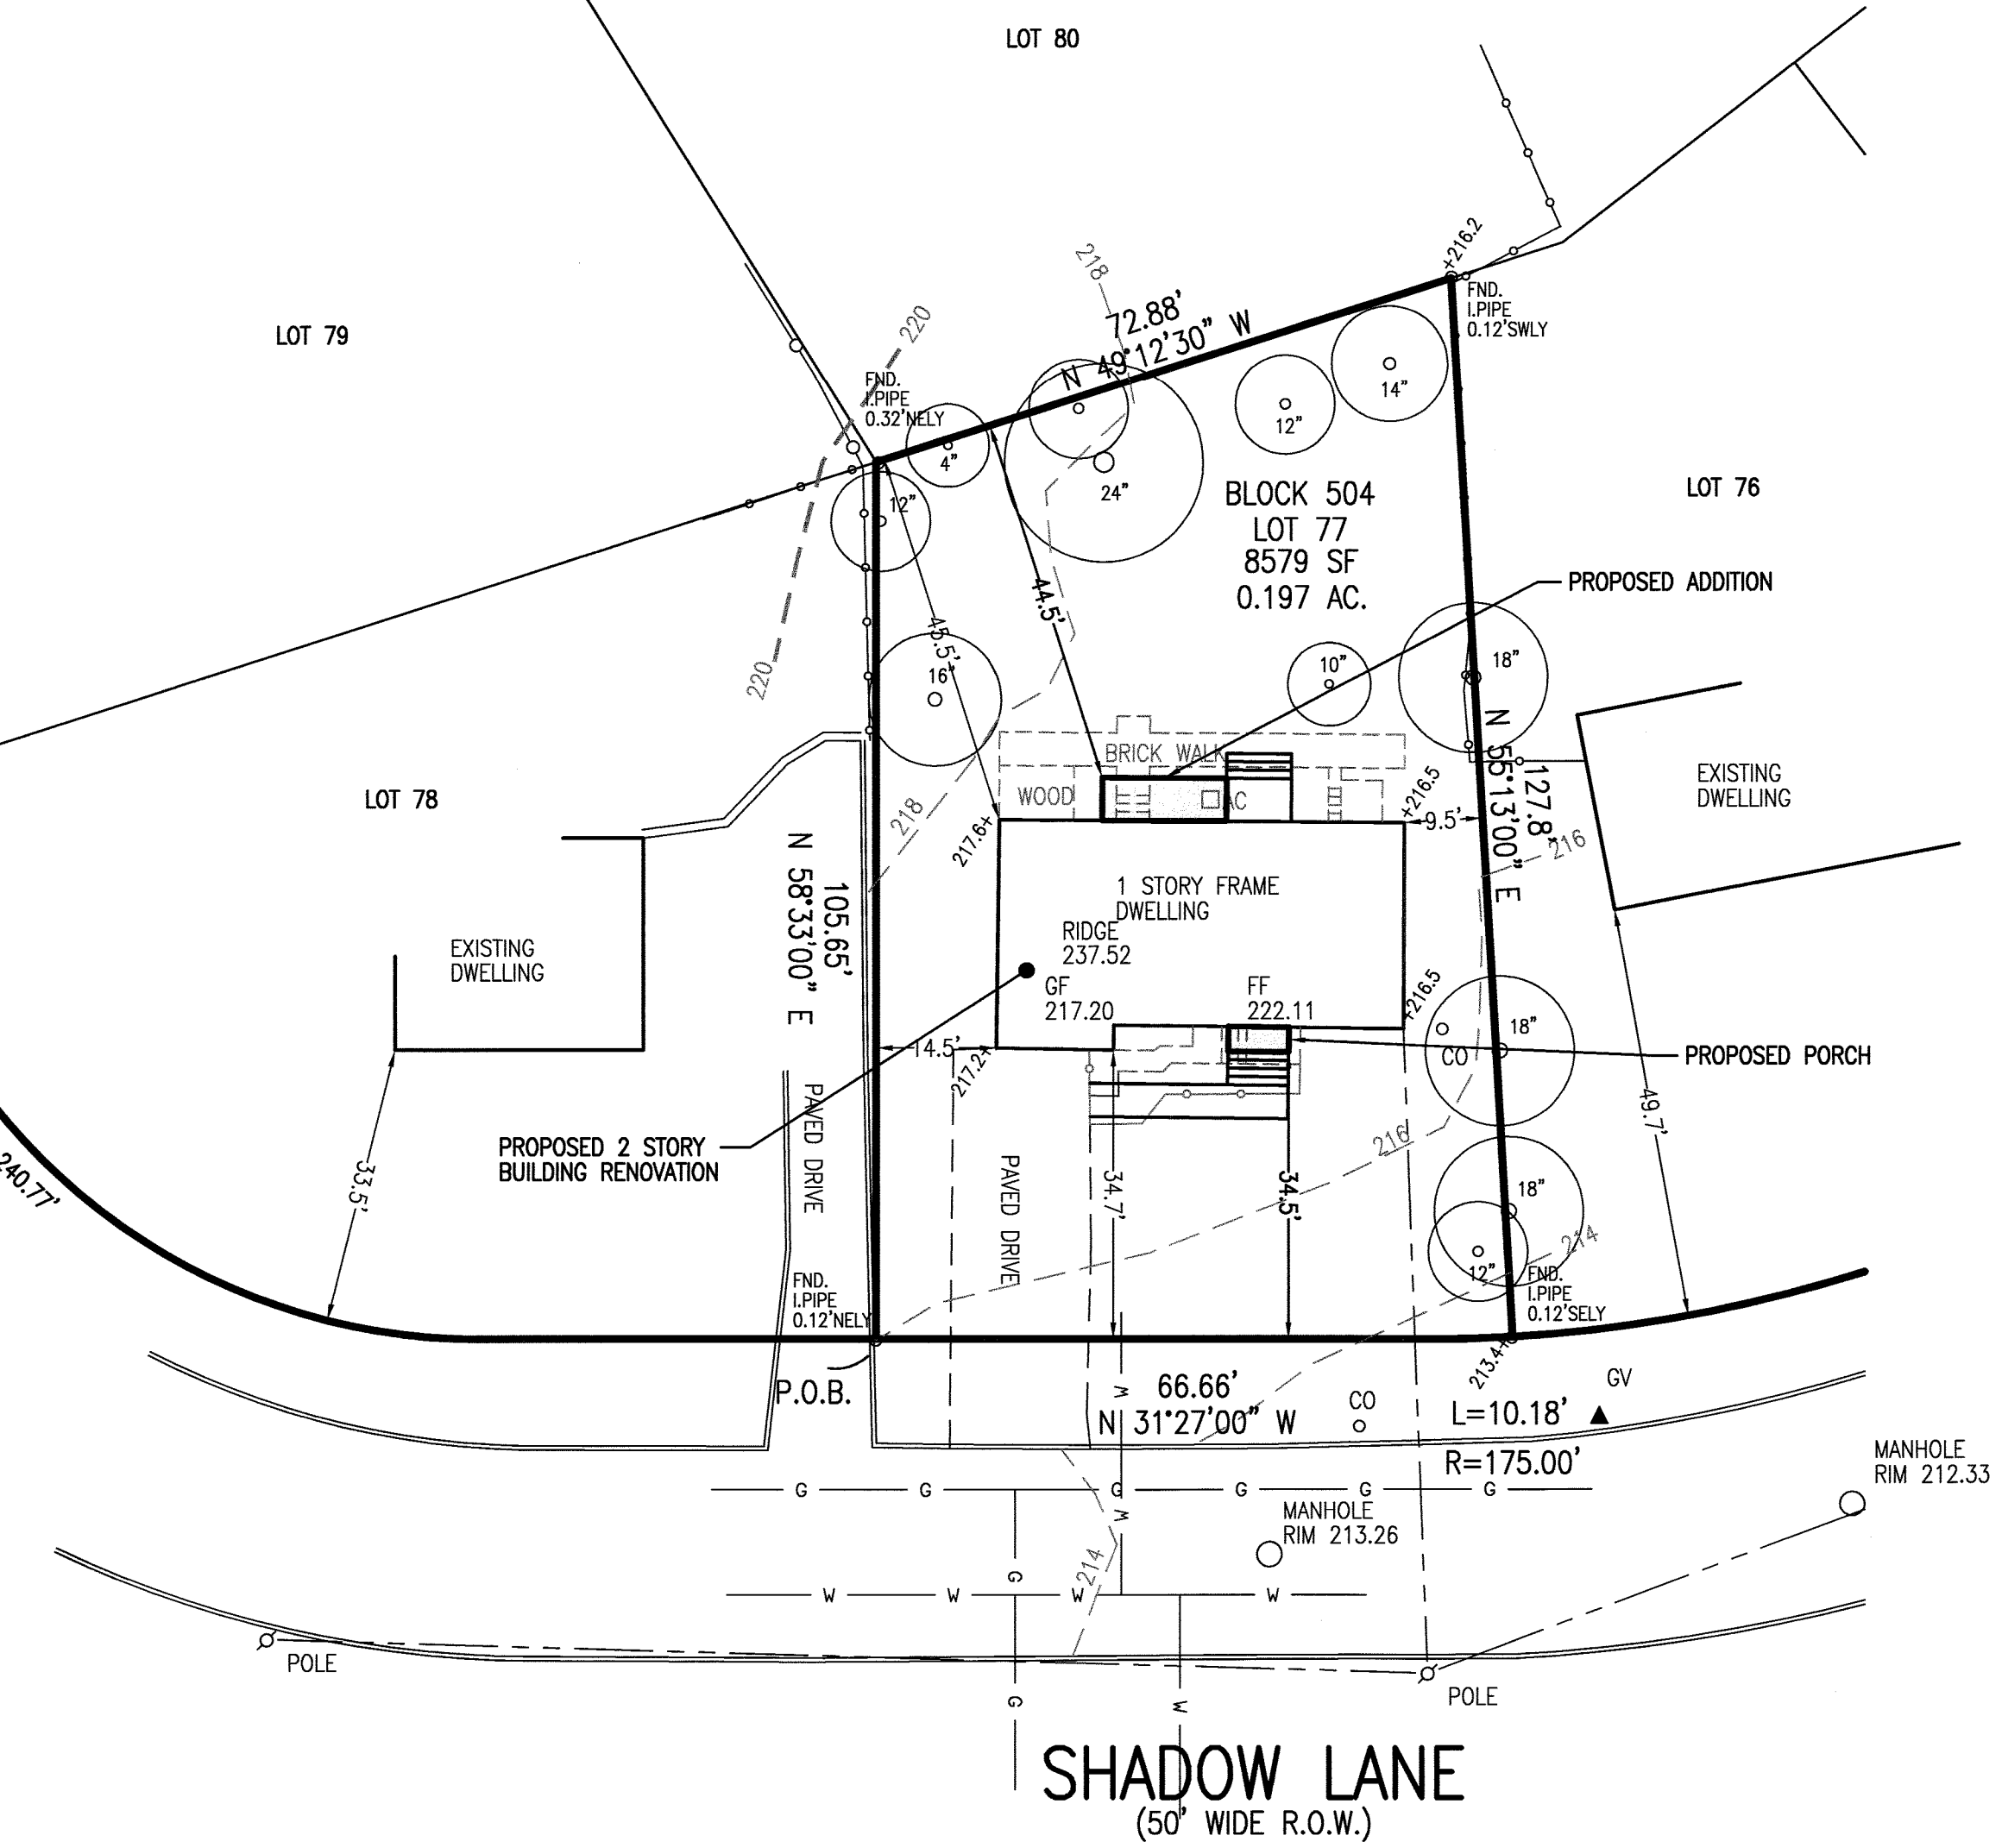 LOT 80
+216.2
218
72.88'
N 49°12'30" W
FND.
I.PIPE
0.12'SWLY
220
LOT 79
FND.
I.PIPE
0.32'NELY
14"
12"
4"
24"
12"
BLOCK 504
LOT 77
8579 SF
0.197 AC.
LOT 76
PROPOSED ADDITION
44.5'
45.5'
16"
10"
18"
220
N 55°13'00" E
127.8'
BRICK WALK
WOOD
AC
+216.5
9.5'
EXISTING
DWELLING
LOT 78
218
217.6+
216
N 58°33'00" E
105.65'
1 STORY FRAME
DWELLING
RIDGE
237.52
GF
217.20
FF
222.11
+216.5
EXISTING
DWELLING
14.5'
217.2+
CO
18"
PROPOSED PORCH
PROPOSED 2 STORY
BUILDING RENOVATION
PAVED DRIVE
PAVED DRIVE
216
49.7'
240.77'
33.5'
34.7'
34.5'
18"
12"
214
FND.
I.PIPE
0.12'NELY
FND.
I.PIPE
0.12'SELY
213.4+
P.O.B.
W
66.66'
N 31°27'00" W
CO
L=10.18'
GV
R=175.00'
MANHOLE
RIM 212.33
G G G G G G
W
MANHOLE
RIM 213.26
G
214
W W W W
POLE
POLE
G
W
SHADOW LANE
(50' WIDE R.O.W.)